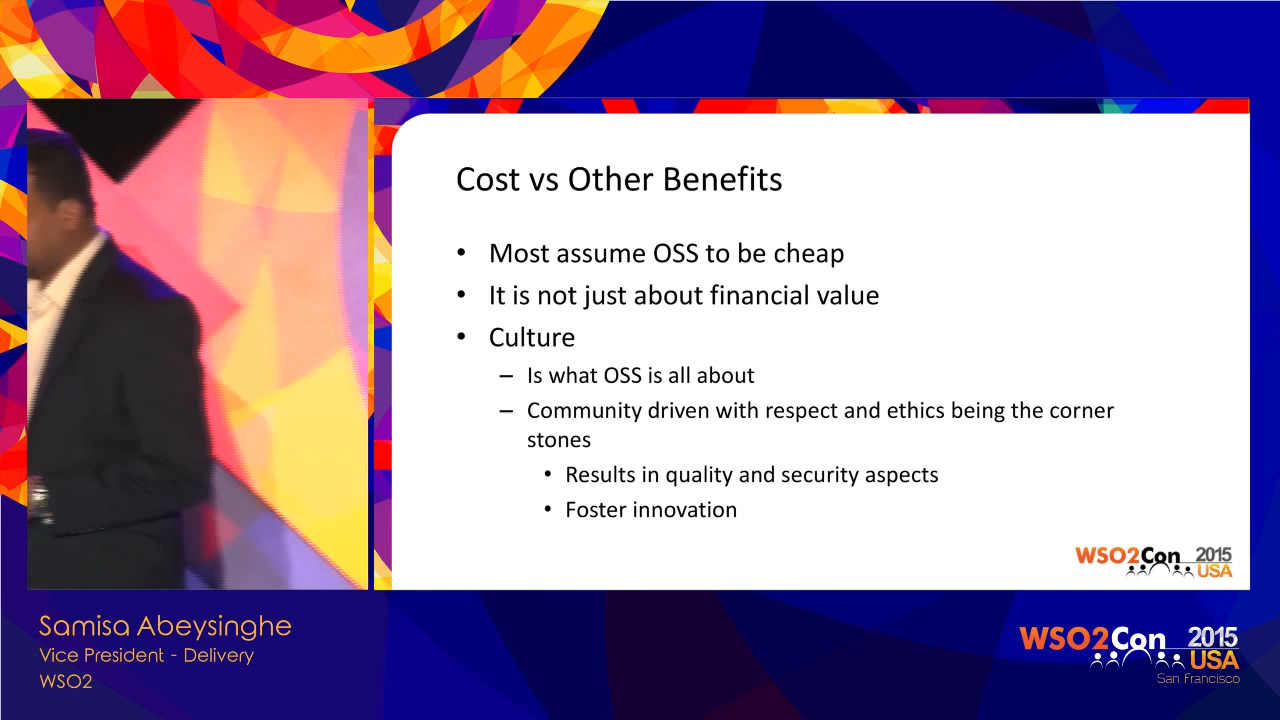 Cost vs Other Benefits
• Most assume OSS to be cheap
• It is not just about financial value
• Culture
– Is what OSS is all about
– Community driven with respect and ethics being the corner
stones
• Results in quality and security aspects
• Foster innovation
WSO2Con 2015
USA
Samisa Abeysinghe
Vice President - Delivery
WSO2
WSO2Con 2015
USA
San Francisco